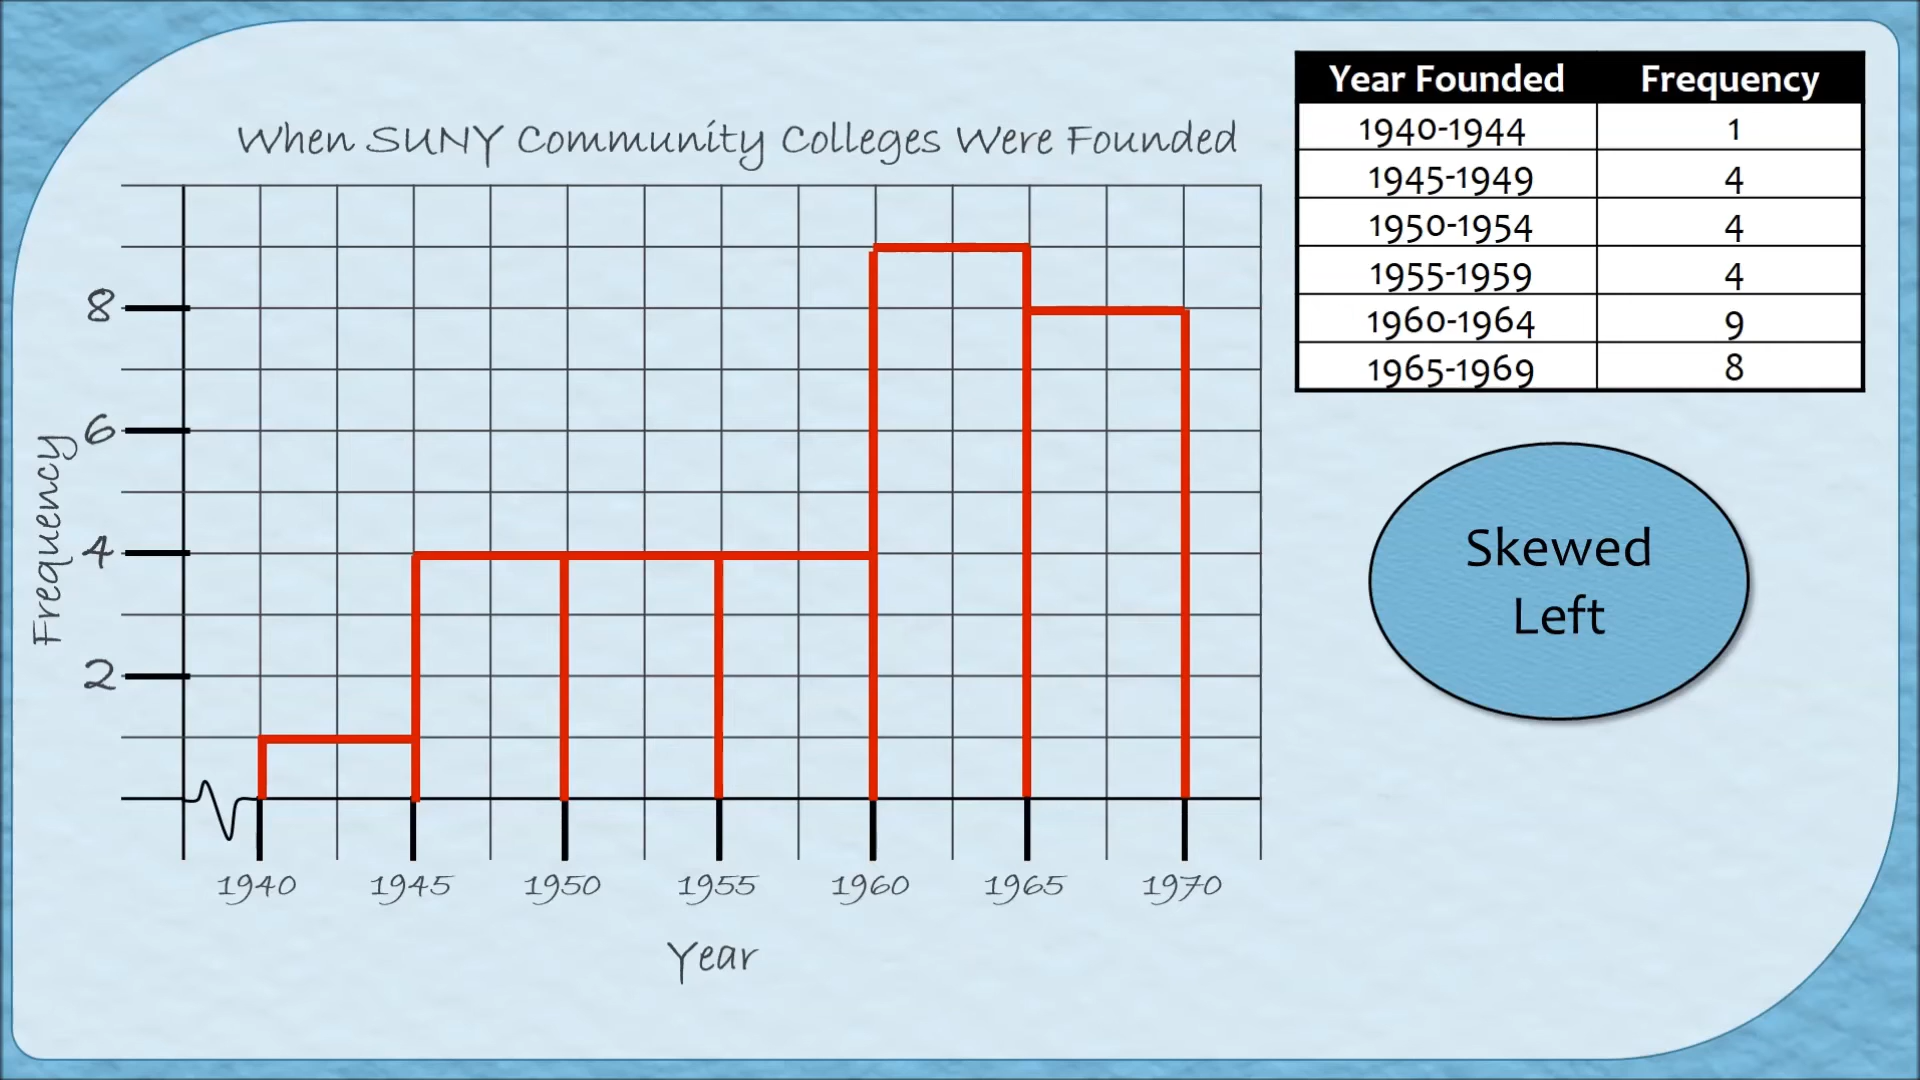 When SUNY Community Colleges Were Founded
Frequency
8
6
4
2
1940 1945 1950 1955 1960 1965 1970
Year
Year Founded Frequency
1940-1944 1
1945-1949 4
1950-1954 4
1955-1959 4
1960-1964 9
1965-1969 8
Skewed
Left